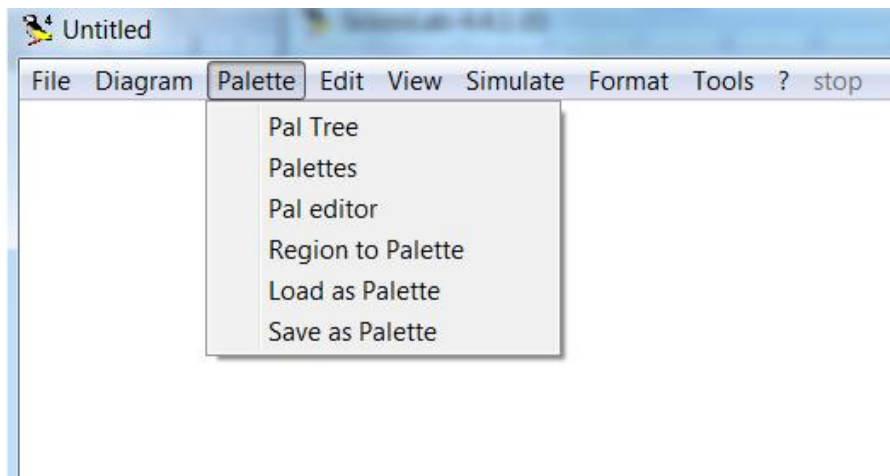 Untitled
File Diagram Palette Edit View Simulate Format Tools ? stop
Pal Tree
Palettes
Pal editor
Region to Palette
Load as Palette
Save as Palette